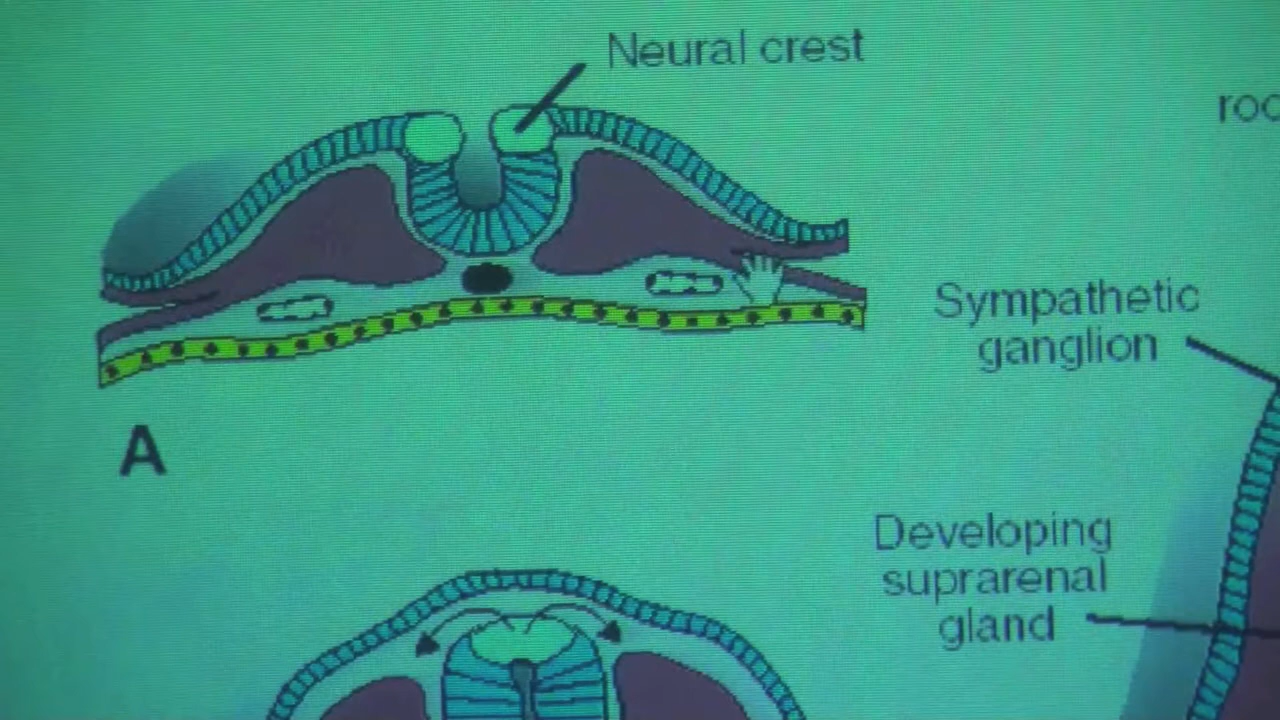 Neural crest
Sympathetic
ganglion
A
Developing
suprarenal
gland